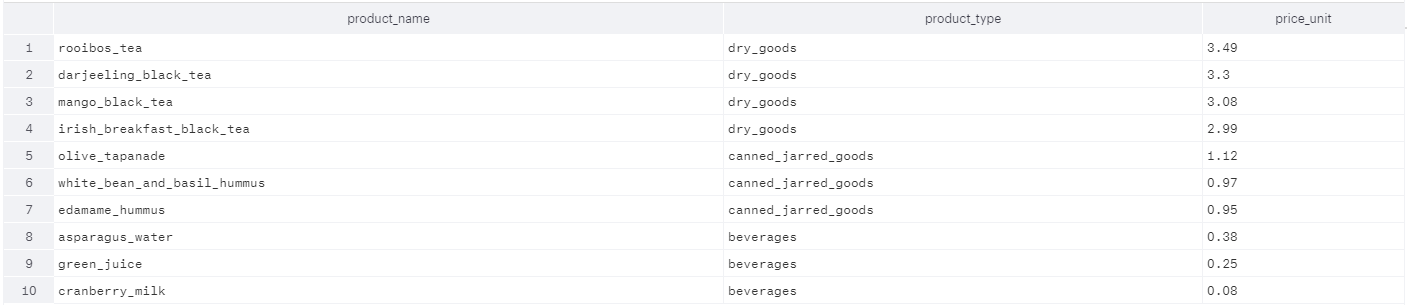 product_name product_type price_unit
1 rooibos_tea dry_goods 3.49
2 darjeeling_black_tea dry_goods 3.3
3 mango_black_tea dry_goods 3.08
4 irish_breakfast_black_tea dry_goods 2.99
5 olive_tapanade canned_jarred_goods 1.12
6 white_bean_and_basil_hummus canned_jarred_goods 0.97
7 edamame_hummus canned_jarred_goods 0.95
8 asparagus_water beverages 0.38
9 green_juice beverages 0.25
10 cranberry_milk beverages 0.08